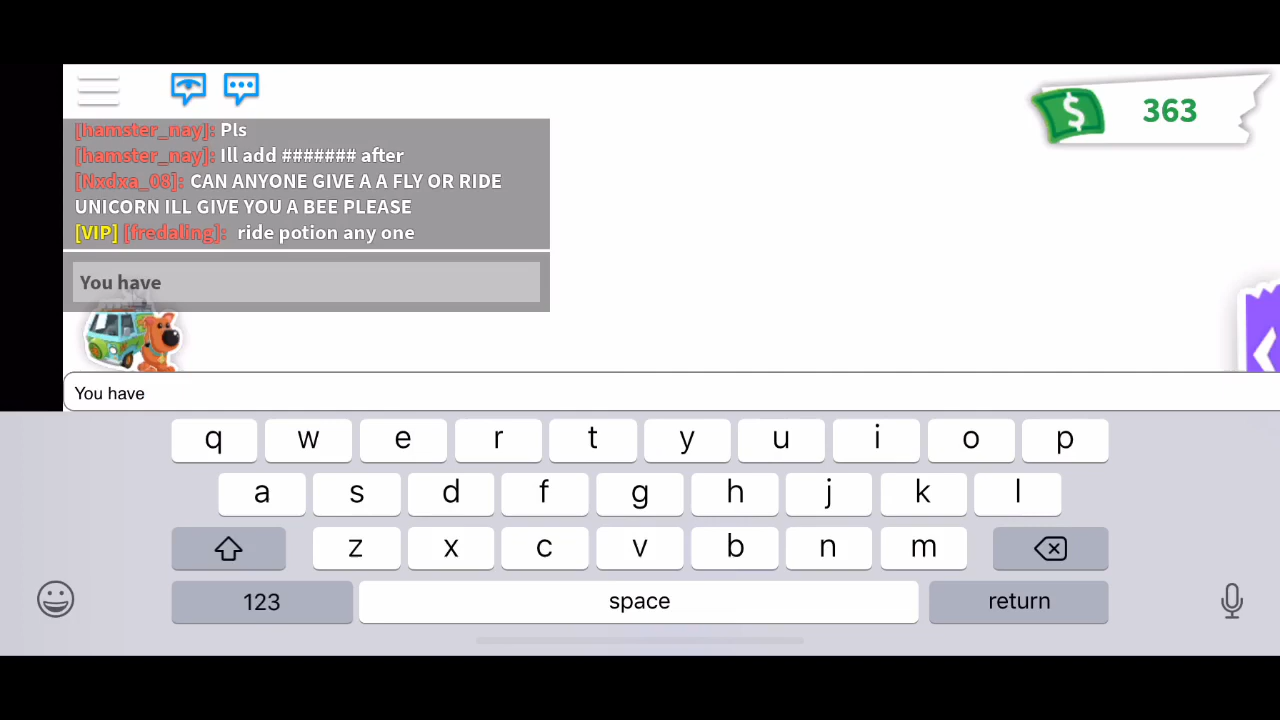 363
[hamster_nay]: Pls
[hamster_nay]: Ill add ####### after
[Nxdxa_08]: CAN ANYONE GIVE A A FLY OR RIDE
UNICORN ILL GIVE YOU A BEE PLEASE
[VIP] [fredaling]: ride potion any one
You have
You have
q w e r t y u i o p
a s d f g h j k l
z x c v b n m
123 space return